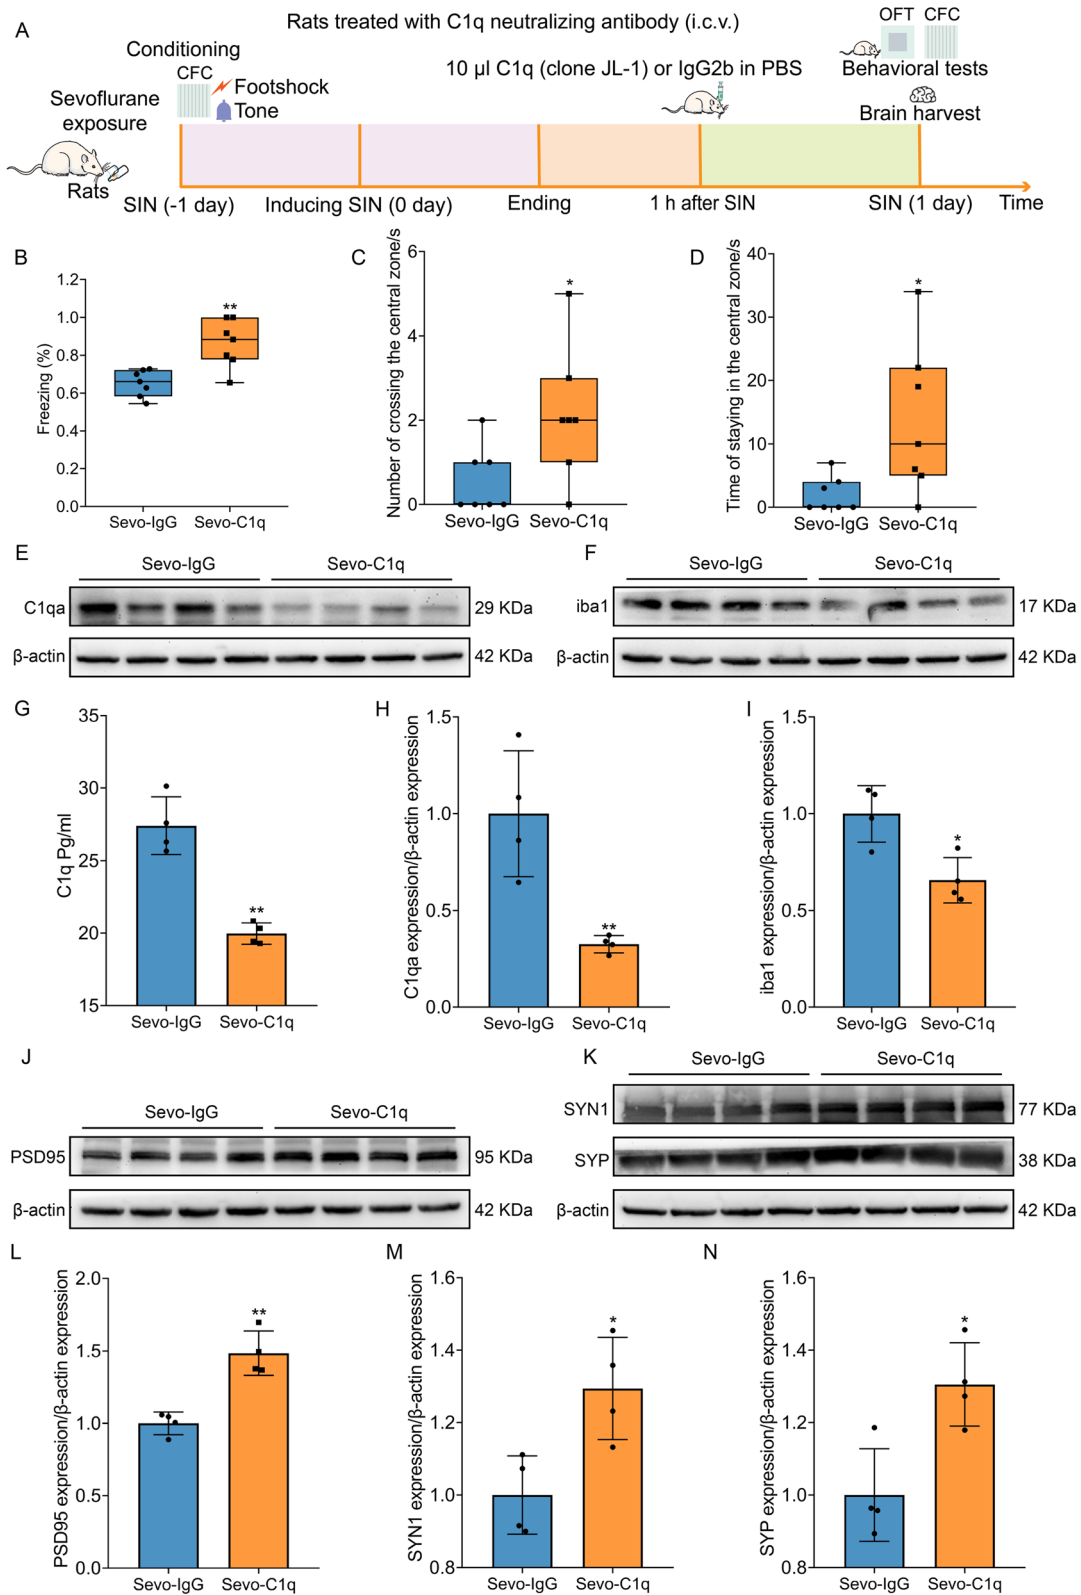 A
Rats treated with C1q neutralizing antibody (i.c.v.)
OFT CFC
Conditioning
CFC
Footshock
Tone
10 µl C1q (clone JL-1) or IgG2b in PBS
Behavioral tests
Sevoflurane
exposure
Brain harvest
Rats
SIN (-1 day)
Inducing SIN (0 day)
Ending
1 h after SIN
SIN (1 day)
Time
B
Freezing (%)
1.2
1.0
0.8
0.6
0.4
0.2
0.0
**
Sevo-IgG Sevo-C1q
C
Number of crossing the central zone/s
6
4
2
0
*
Sevo-IgG Sevo-C1q
D
Time of staying in the central zone/s
40
30
20
10
0
*
Sevo-IgG Sevo-C1q
E
Sevo-IgG Sevo-C1q
C1qa 29 KDa
β-actin 42 KDa
F
Sevo-IgG Sevo-C1q
iba1 17 KDa
β-actin 42 KDa
G
C1q Pg/ml
35
30
25
20
15
**
Sevo-IgG Sevo-C1q
H
C1qa expression/β-actin expression
1.5
1.0
0.5
0.0
**
Sevo-IgG Sevo-C1q
I
iba1 expression/β-actin expression
1.5
1.0
0.5
0.0
*
Sevo-IgG Sevo-C1q
J
Sevo-IgG Sevo-C1q
PSD95 95 KDa
β-actin 42 KDa
K
Sevo-IgG Sevo-C1q
SYN1 77 KDa
SYP 38 KDa
β-actin 42 KDa
L
PSD95 expression/β-actin expression
2.0
1.5
1.0
0.5
0.0
**
Sevo-IgG Sevo-C1q
M
SYN1 expression/β-actin expression
1.6
1.4
1.2
1.0
0.8
*
Sevo-IgG Sevo-C1q
N
SYP expression/β-actin expression
1.6
1.4
1.2
1.0
0.8
*
Sevo-IgG Sevo-C1q